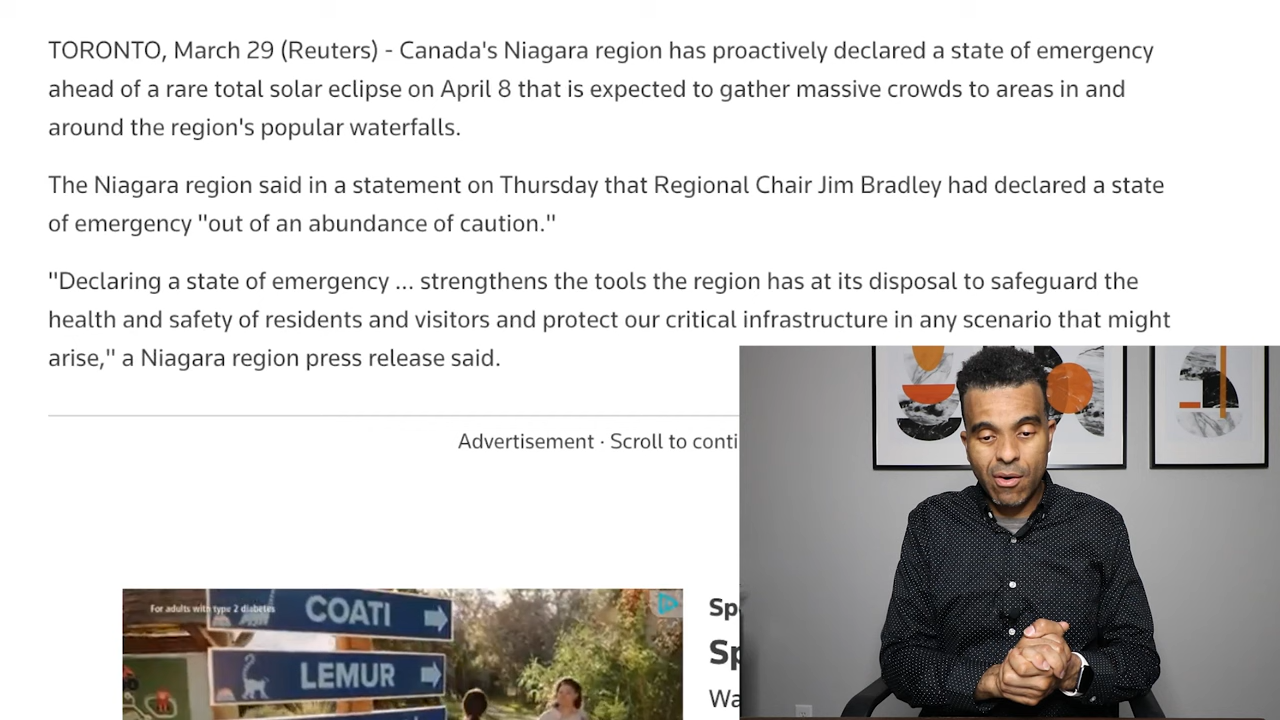 TORONTO, March 29 (Reuters) - Canada's Niagara region has proactively declared a state of emergency
ahead of a rare total solar eclipse on April 8 that is expected to gather massive crowds to areas in and
around the region's popular waterfalls.
The Niagara region said in a statement on Thursday that Regional Chair Jim Bradley had declared a state
of emergency "out of an abundance of caution."
"Declaring a state of emergency ... strengthens the tools the region has at its disposal to safeguard the
health and safety of residents and visitors and protect our critical infrastructure in any scenario that might
arise," a Niagara region press release said.
Advertisement · Scroll to conti
For adults with type 2 diabetes
COATI
LEMUR
Sp
Sp
Wa